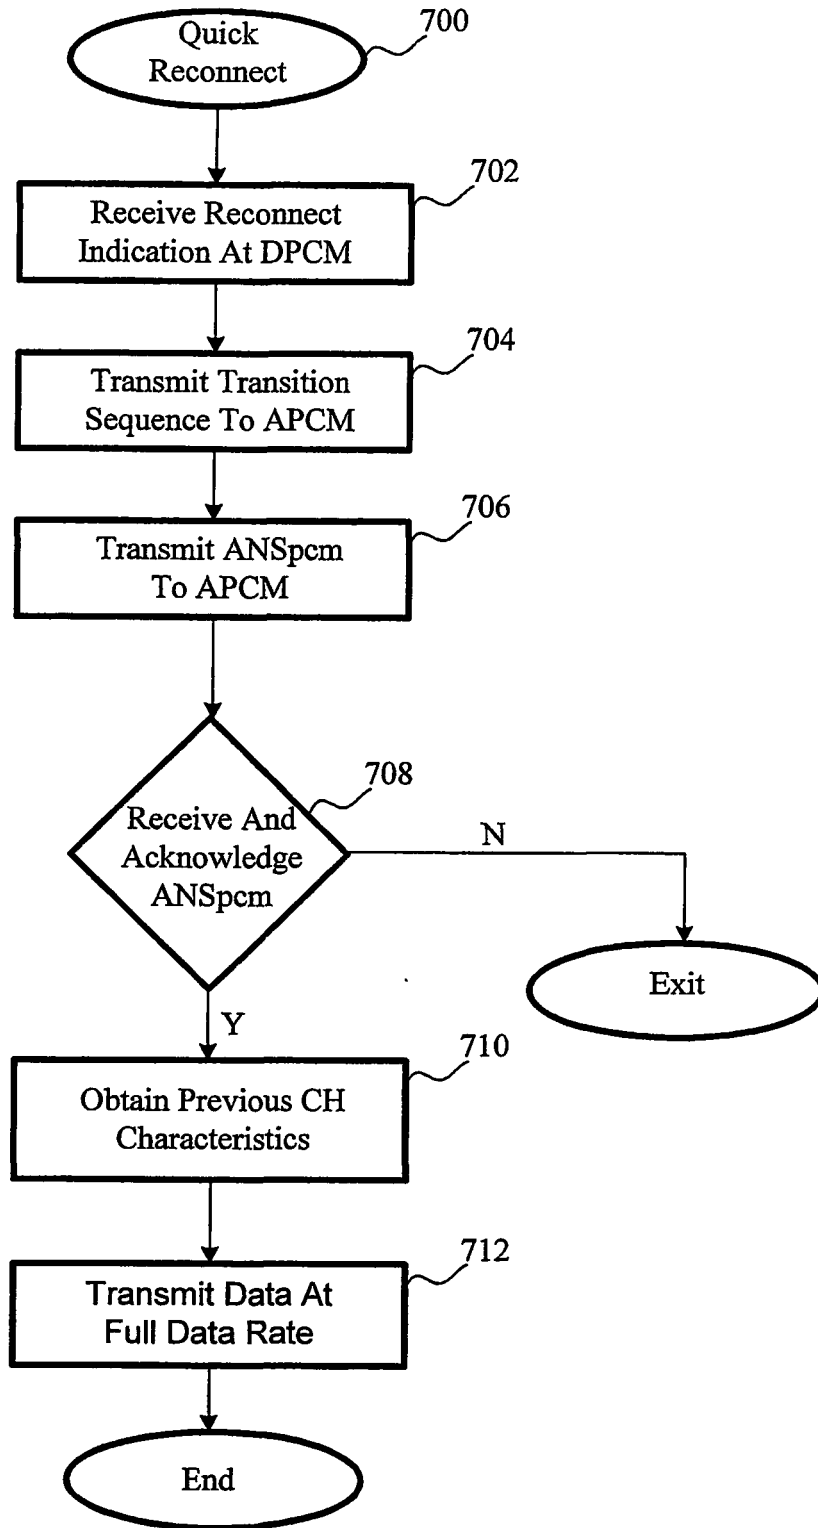 Quick
Reconnect
700
702
Receive Reconnect
Indication At DPCM
704
Transmit Transition
Sequence To APCM
706
Transmit ANSpcm
To APCM
708
Receive And
Acknowledge
ANSpcm
N
Exit
Y
710
Obtain Previous CH
Characteristics
712
Transmit Data At
Full Data Rate
End